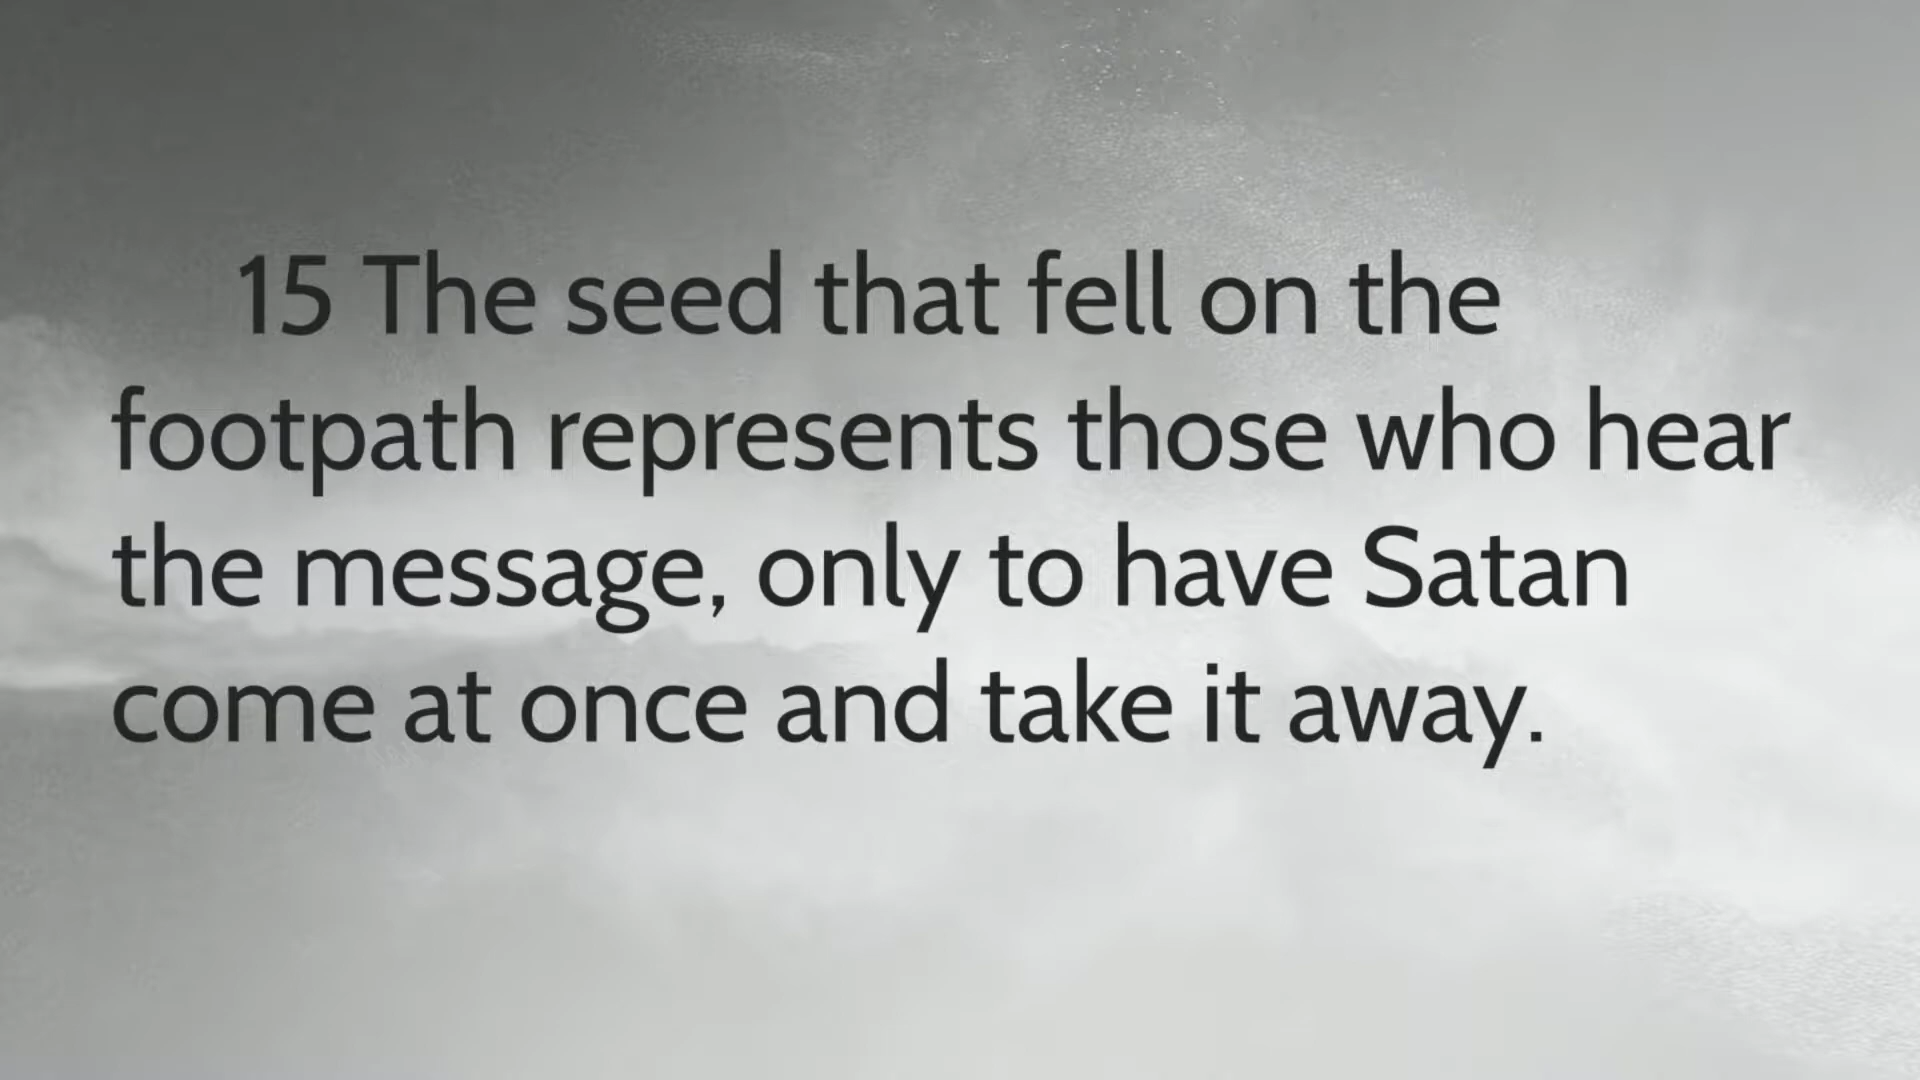 15 The seed that fell on the
footpath represents those who hear
the message, only to have Satan
come at once and take it away.